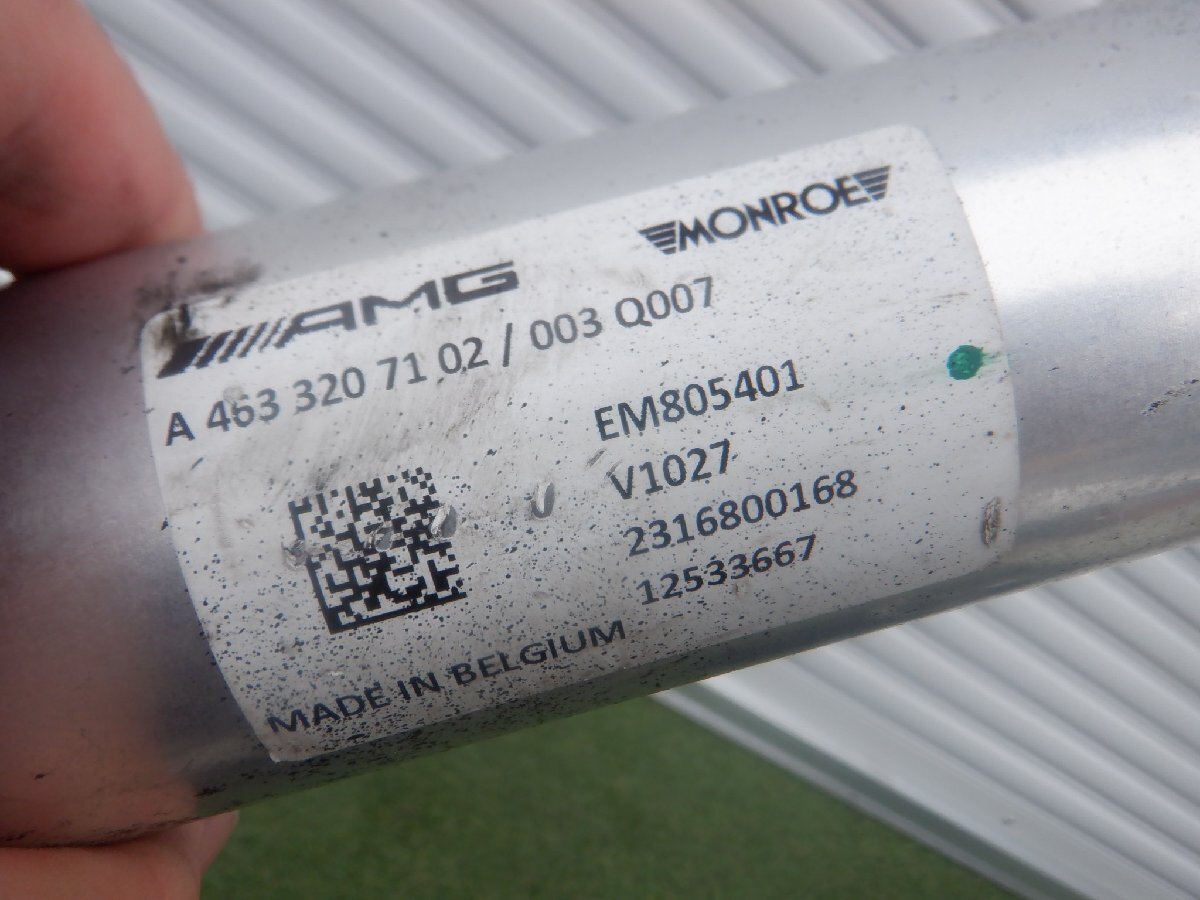 MONROE
AMG
A 463 320 71 02 / 003 Q007
EM805401
V1027
2316800168
12533667
MADE IN BELGIUM